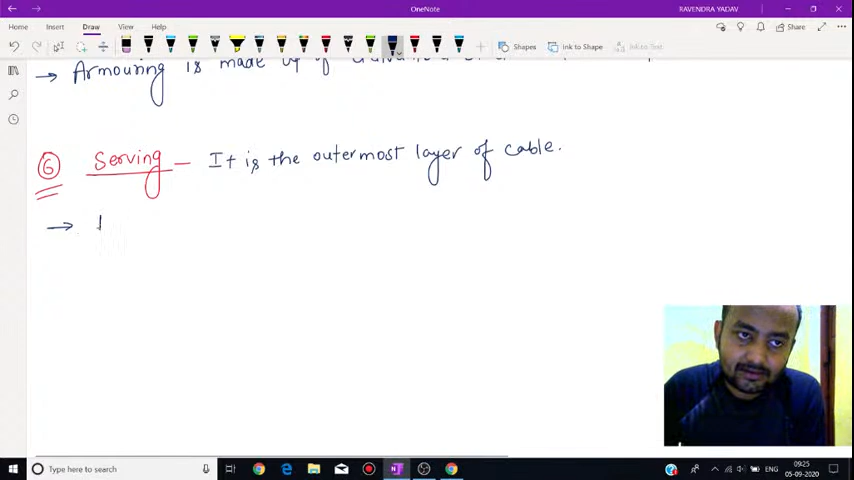 OneNote
RAVENDRA YADAV
Home Insert Draw View Help
Share
Shapes Ink to Shape Ink to Text
→ Armouring is made up of
⑥ Serving — It is the outermost layer of cable.
→
Type here to search
ENG
09:25
05-09-2020